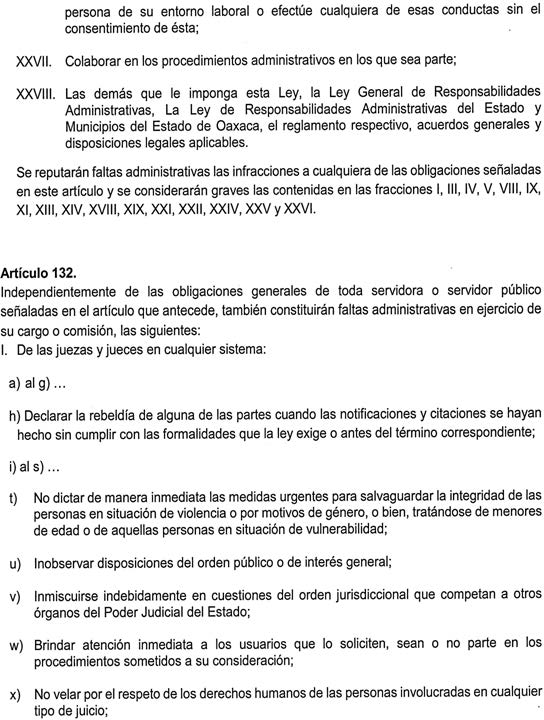 persona de su entorno laboral o efectúe cualquiera de esas conductas sin el
consentimiento de ésta;
XXVII. Colaborar en los procedimientos administrativos en los que sea parte;
XXVIII. Las demás que le imponga esta Ley, la Ley General de Responsabilidades
Administrativas, La Ley de Responsabilidades Administrativas del Estado y
Municipios del Estado de Oaxaca, el reglamento respectivo, acuerdos generales y
disposiciones legales aplicables.
Se reputarán faltas administrativas las infracciones a cualquiera de las obligaciones señaladas
en este artículo y se considerarán graves las contenidas en las fracciones I, III, IV, V, VIII, IX,
XI, XIII, XIV, XVIII, XIX, XXI, XXII, XXIV, XXV y XXVI.
Artículo 132.
Independientemente de las obligaciones generales de toda servidora o servidor público
señaladas en el artículo que antecede, también constituirán faltas administrativas en ejercicio de
su cargo o comisión, las siguientes:
I. De las juezas y jueces en cualquier sistema:
a) al g) …
h) Declarar la rebeldía de alguna de las partes cuando las notificaciones y citaciones se hayan
hecho sin cumplir con las formalidades que la ley exige o antes del término correspondiente;
i) al s) …
t) No dictar de manera inmediata las medidas urgentes para salvaguardar la integridad de las
personas en situación de violencia o por motivos de género, o bien, tratándose de menores
de edad o de aquellas personas en situación de vulnerabilidad;
u) Inobservar disposiciones del orden público o de interés general;
v) Inmiscuirse indebidamente en cuestiones del orden jurisdiccional que competan a otros
órganos del Poder Judicial del Estado;
w) Brindar atención inmediata a los usuarios que lo soliciten, sean o no parte en los
procedimientos sometidos a su consideración;
x) No velar por el respeto de los derechos humanos de las personas involucradas en cualquier
tipo de juicio;